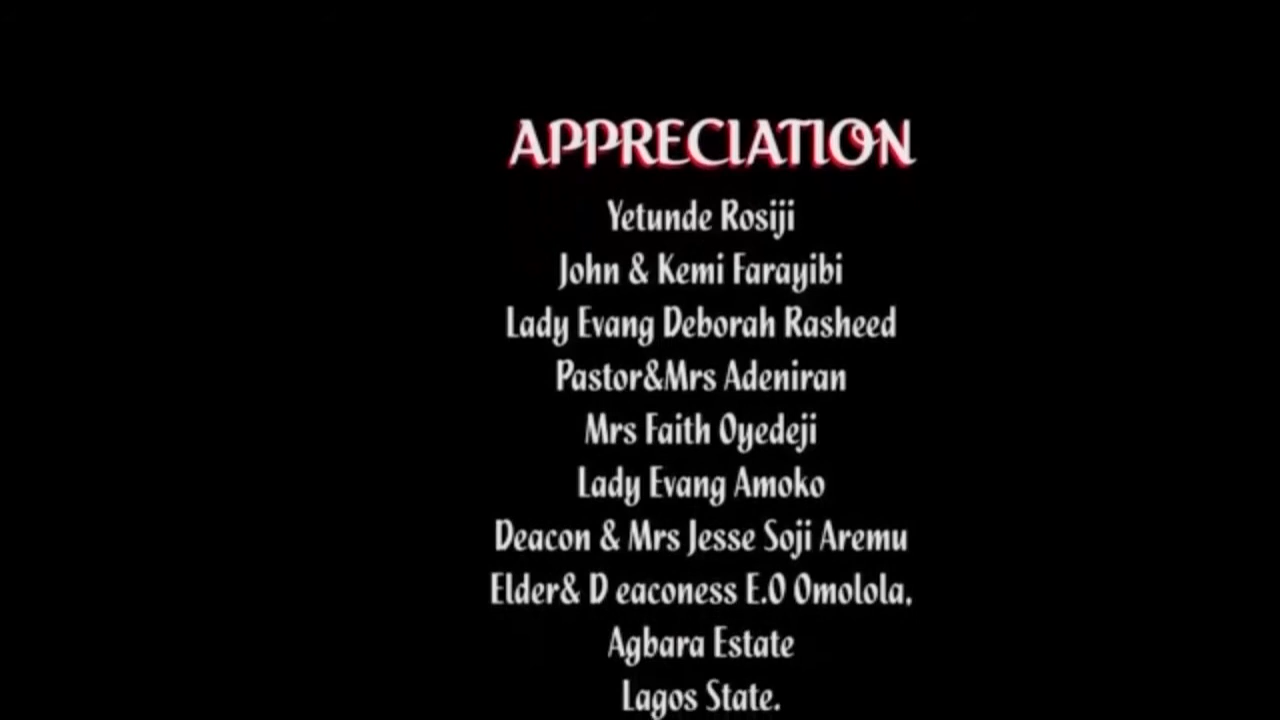 APPRECIATION
Yetunde Rosiji
John & Kemi Farayibi
Lady Evang Deborah Rasheed
Pastor&Mrs Adeniran
Mrs Faith Oyedeji
Lady Evang Amoko
Deacon & Mrs Jesse Soji Aremu
Elder& D eaconess E.O Omolola,
Agbara Estate
Lagos State.